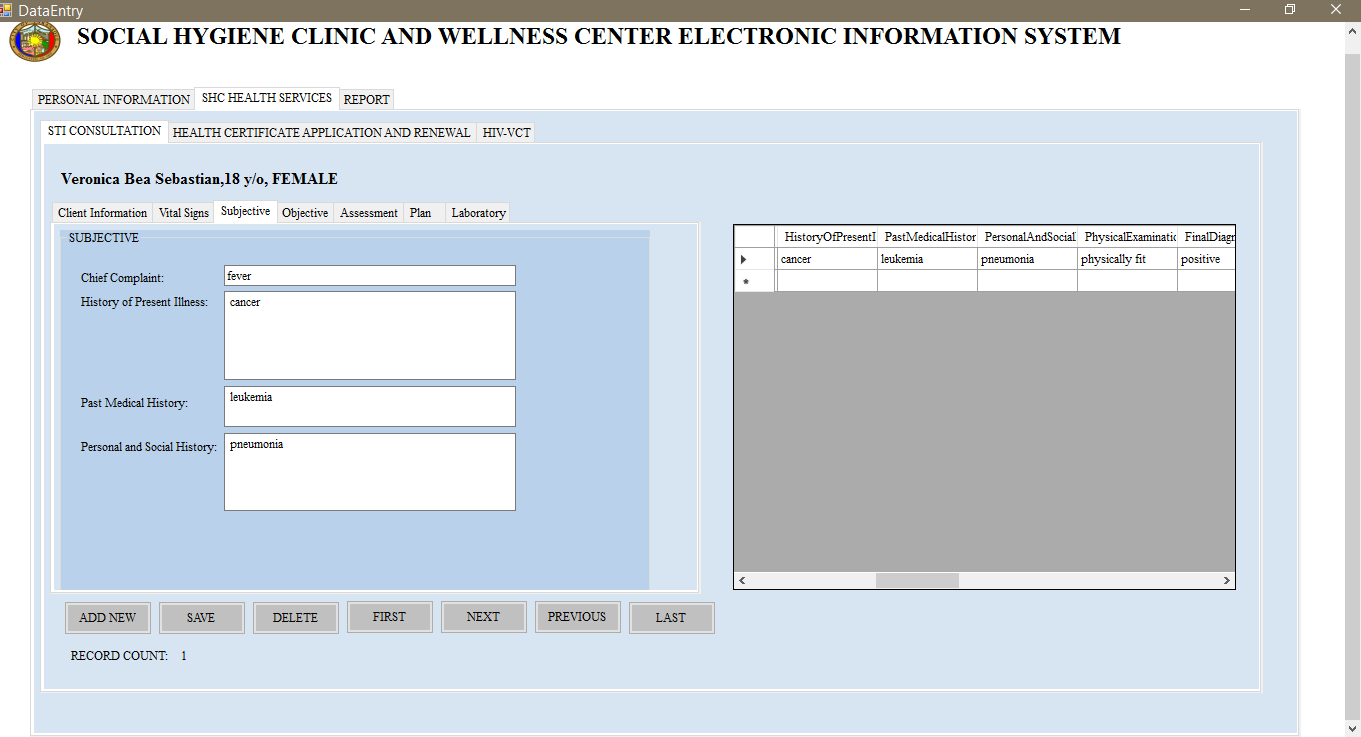 DataEntry
SOCIAL HYGIENE CLINIC AND WELLNESS CENTER ELECTRONIC INFORMATION SYSTEM
PERSONAL INFORMATION SHC HEALTH SERVICES REPORT
STI CONSULTATION HEALTH CERTIFICATE APPLICATION AND RENEWAL HIV-VCT
Veronica Bea Sebastian,18 y/o, FEMALE
Client Information Vital Signs Subjective Objective Assessment Plan Laboratory
SUBJECTIVE
Chief Complaint: fever
History of Present Illness: cancer
Past Medical History: leukemia
Personal and Social History: pneumonia
HistoryOfPresentI PastMedicalHistor PersonalAndSocial PhysicalExaminatic FinalDiagr
cancer leukemia pneumonia physically fit positive
ADD NEW SAVE DELETE FIRST NEXT PREVIOUS LAST
RECORD COUNT: 1